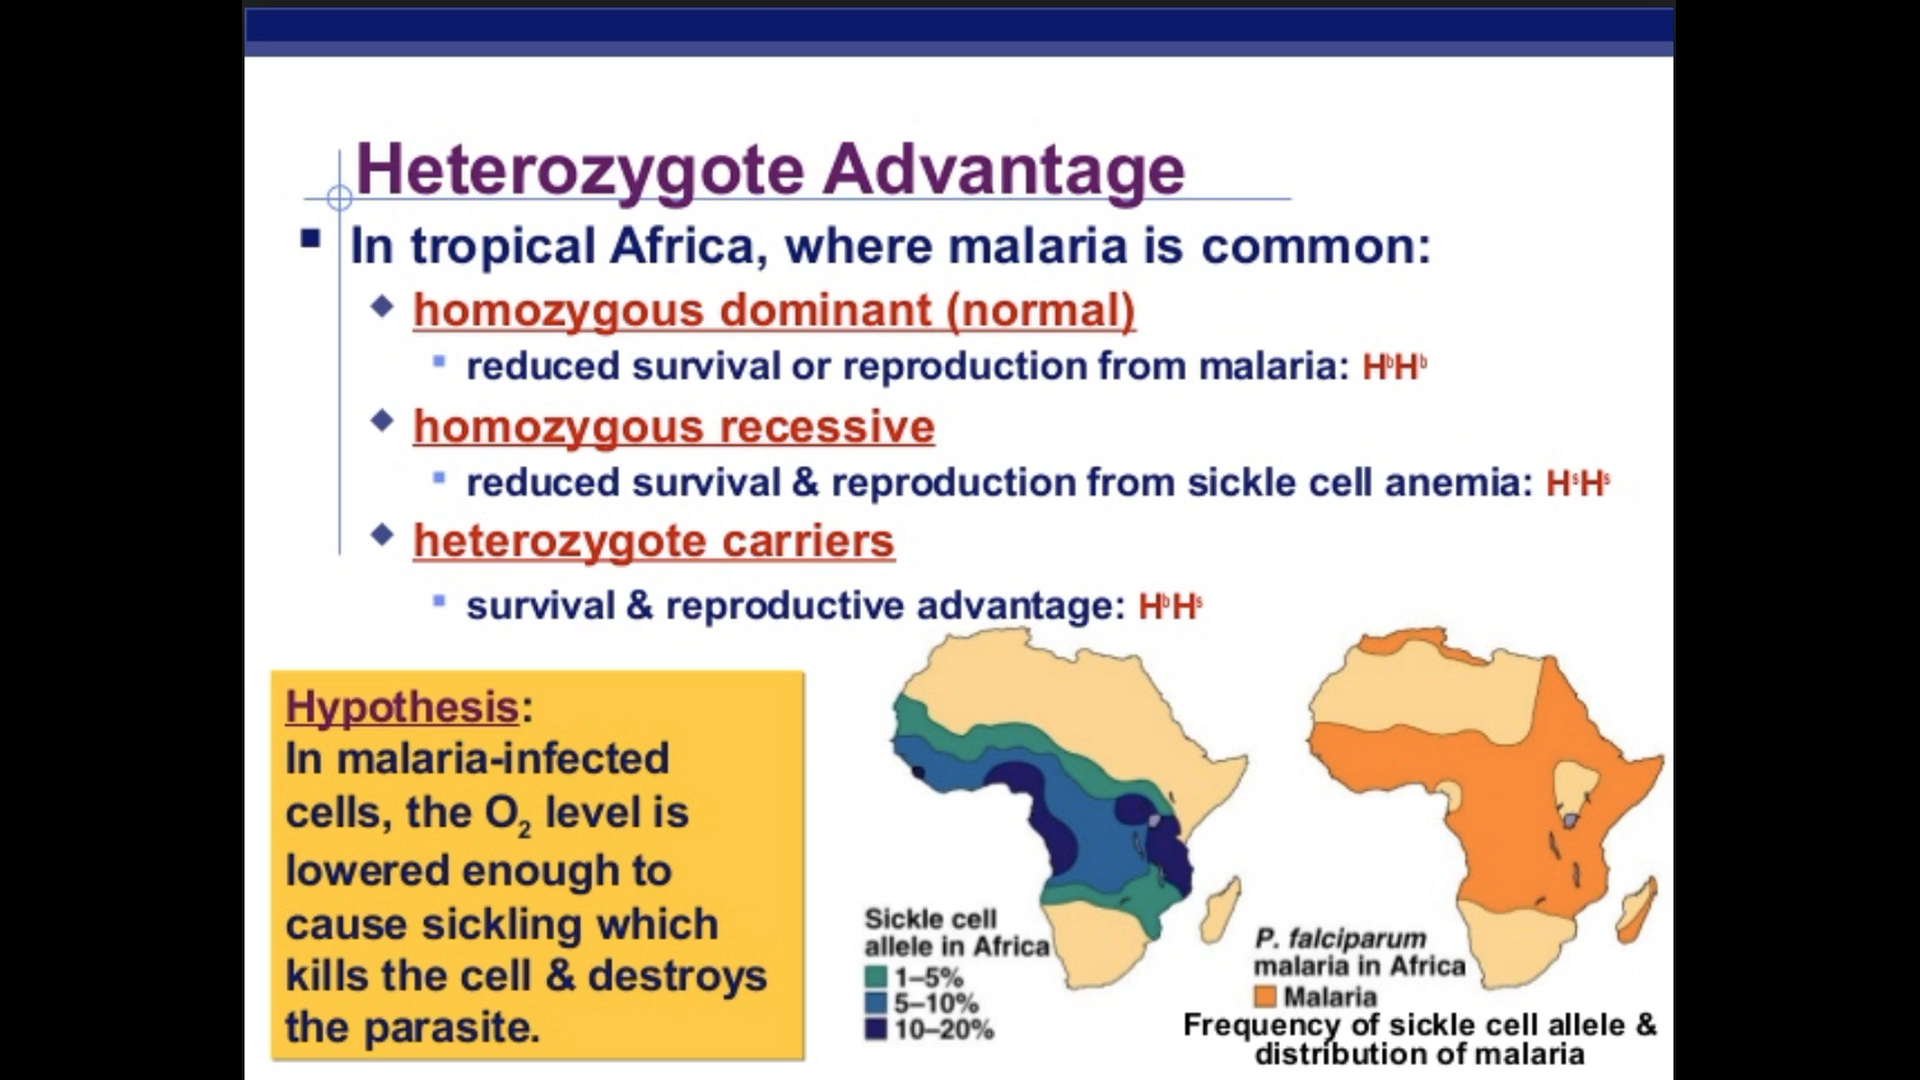 Heterozygote Advantage
In tropical Africa, where malaria is common:
homozygous dominant (normal)
reduced survival or reproduction from malaria: HᵇHᵇ
homozygous recessive
reduced survival & reproduction from sickle cell anemia: HˢHˢ
heterozygote carriers
survival & reproductive advantage: HᵇHˢ
Hypothesis:
In malaria-infected
cells, the O₂ level is
lowered enough to
cause sickling which
kills the cell & destroys
the parasite.
Sickle cell
allele in Africa
1–5%
5–10%
10–20%
P. falciparum
malaria in Africa
Malaria
Frequency of sickle cell allele &
distribution of malaria